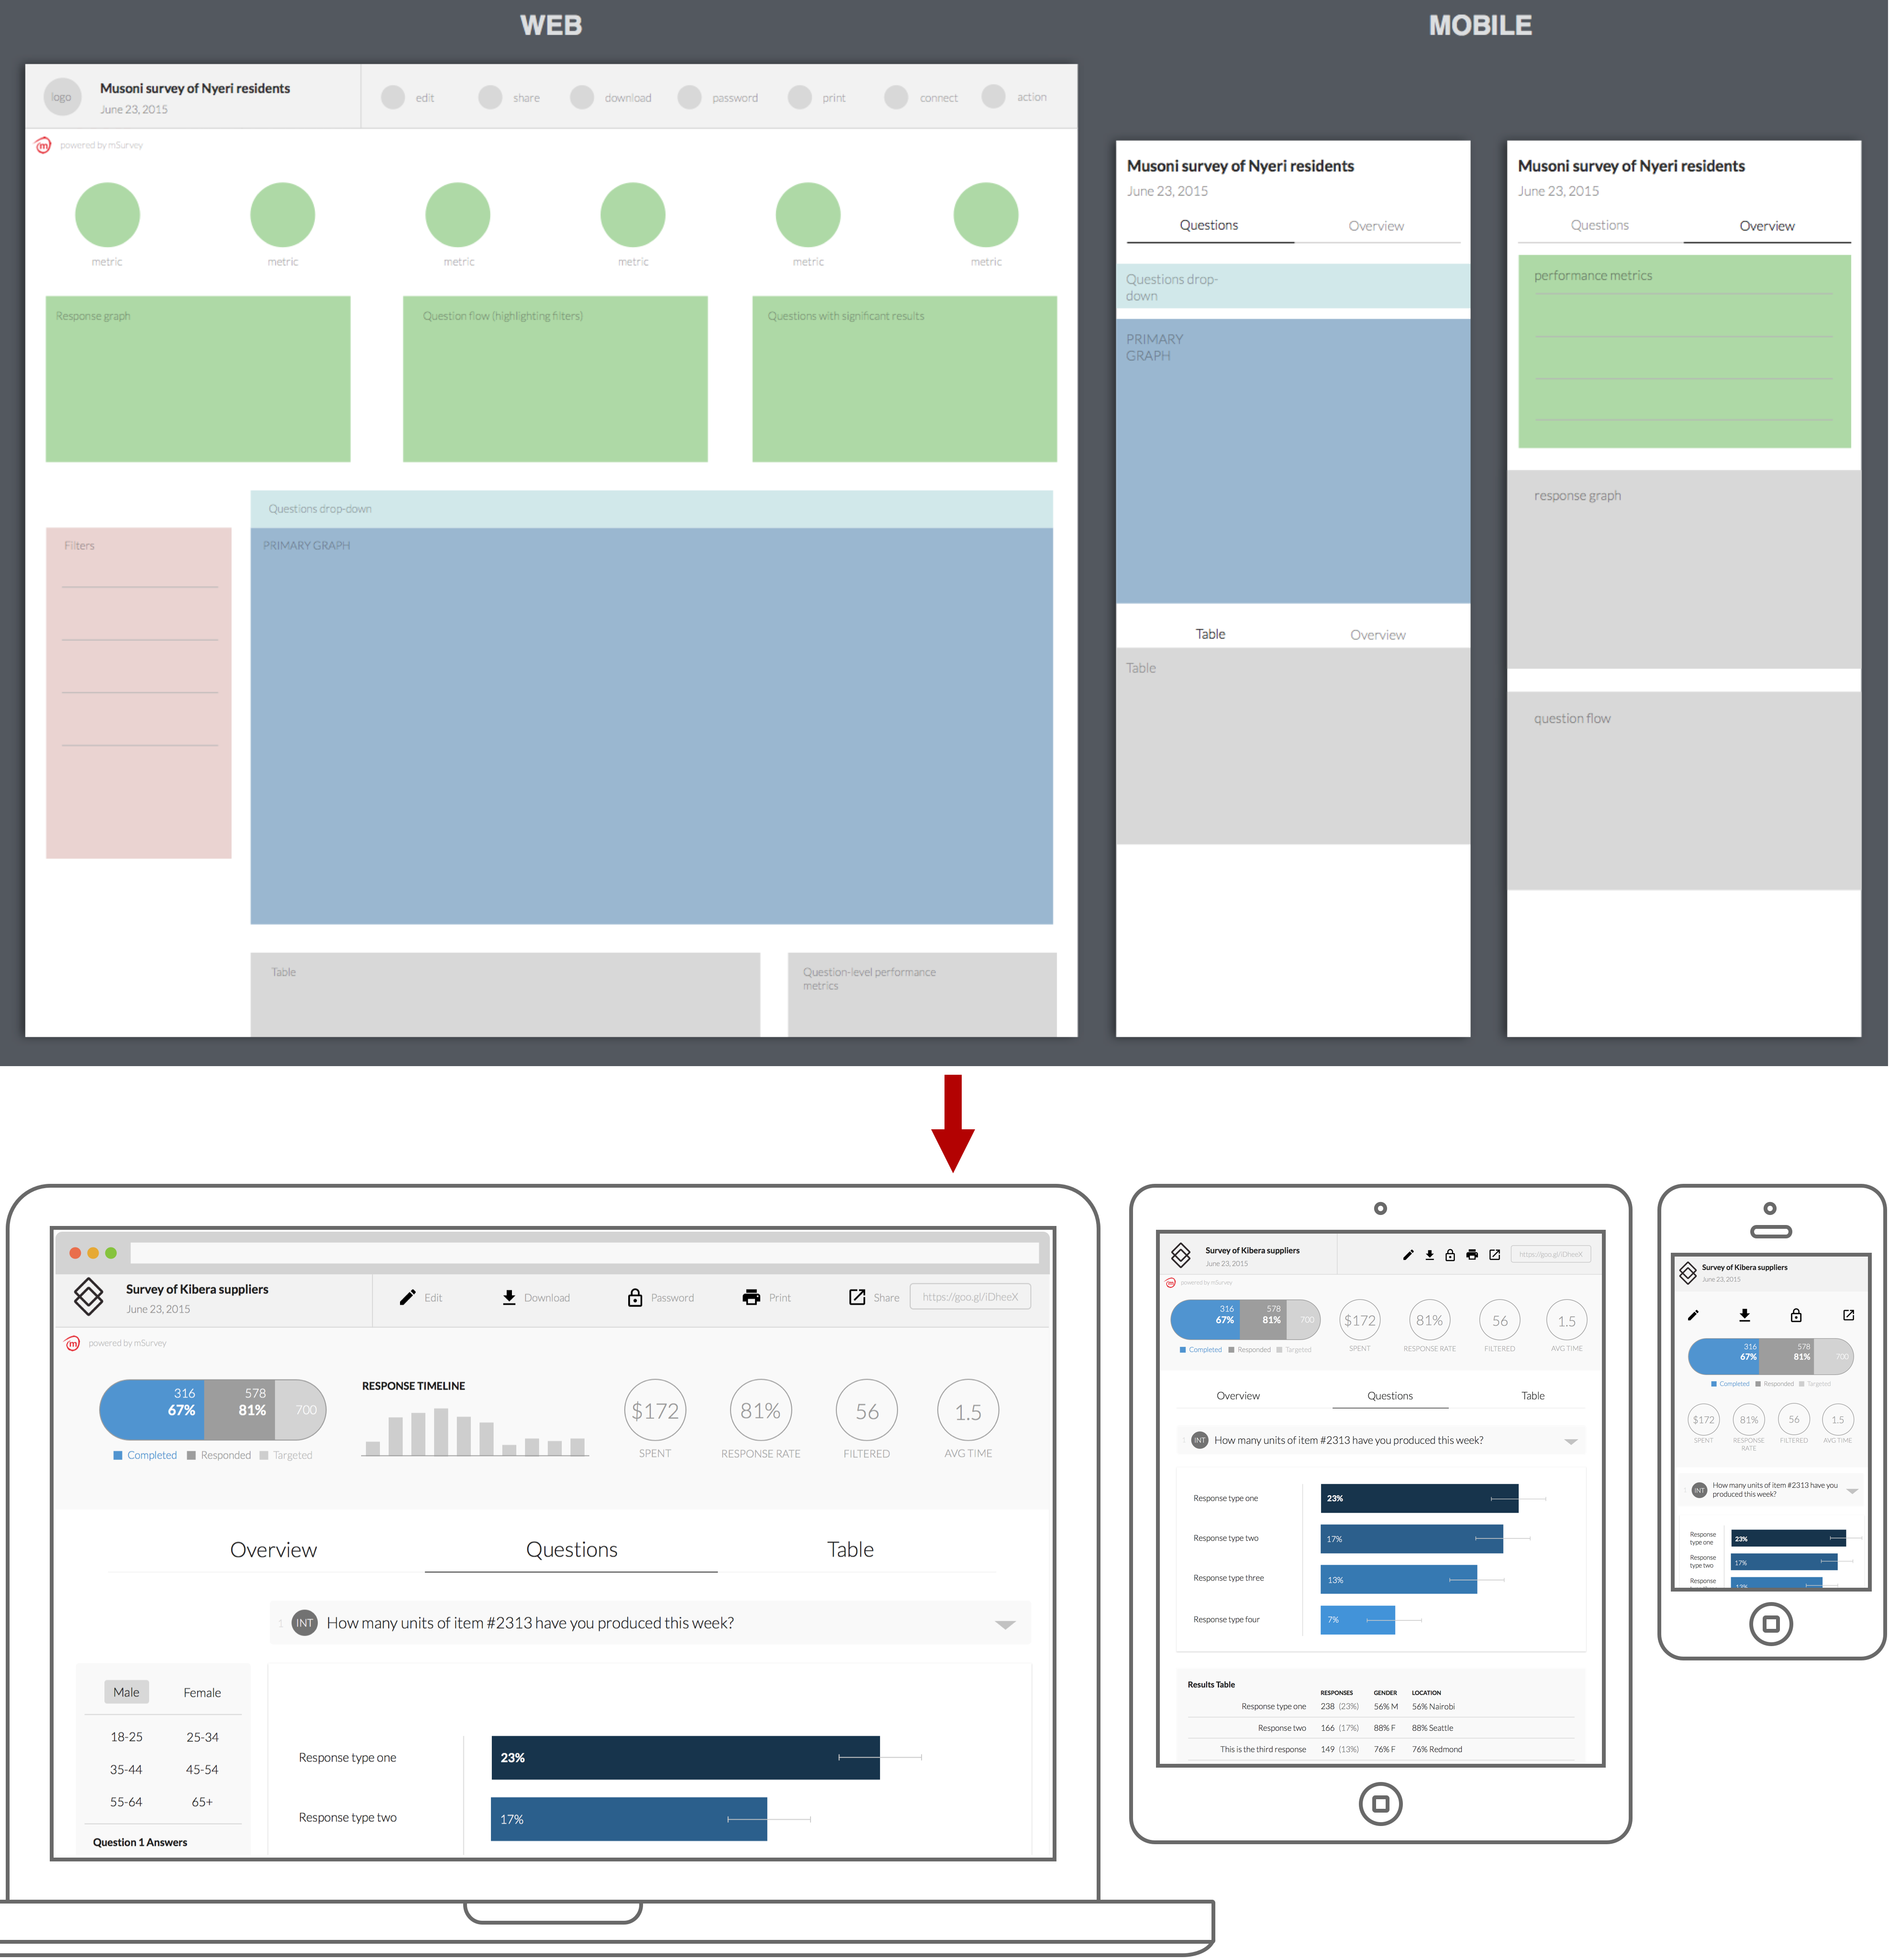 WEB
MOBILE
logo
Musoni survey of Nyeri residents
June 23, 2015
edit
share
download
password
print
connect
action
m
powered by mSurvey
metric
metric
metric
metric
metric
metric
Response graph
Question flow (highlighting filters)
Questions with significant results
Questions drop-down
Filters
PRIMARY GRAPH
Table
Question-level performance
metrics
Musoni survey of Nyeri residents
June 23, 2015
Questions
Overview
Questions drop-
down
PRIMARY
GRAPH
Table
Overview
Table
Musoni survey of Nyeri residents
June 23, 2015
Questions
Overview
performance metrics
response graph
question flow
Survey of Kibera suppliers
June 23, 2015
Edit
Download
Password
Print
Share
https://goo.gl/iDheeX
m
powered by mSurvey
316
67%
578
81%
700
Completed
Responded
Targeted
RESPONSE TIMELINE
$172
SPENT
81%
RESPONSE RATE
56
FILTERED
1.5
AVG TIME
Overview
Questions
Table
1
INT
How many units of item #2313 have you produced this week?
Male
Female
18-25
25-34
35-44
45-54
55-64
65+
Question 1 Answers
Response type one
23%
Response type two
17%
Survey of Kibera suppliers
June 23, 2015
https://goo.gl/iDheeX
m
powered by mSurvey
316
67%
578
81%
700
Completed
Responded
Targeted
$172
SPENT
81%
RESPONSE RATE
56
FILTERED
1.5
AVG TIME
Overview
Questions
Table
INT
How many units of item #2313 have you produced this week?
Response type one
23%
Response type two
17%
Response type three
13%
Response type four
7%
Results Table
RESPONSES
GENDER
LOCATION
Response type one 238 (23%) 56% M 56% Nairobi
Response two 166 (17%) 88% F 88% Seattle
This is the third response 149 (13%) 76% F 76% Redmond
Survey of Kibera suppliers
June 23, 2015
316
67%
578
81%
700
Completed
Responded
Targeted
$172
SPENT
81%
RESPONSE
RATE
56
FILTERED
1.5
AVG TIME
INT
How many units of item #2313 have you
produced this week?
Response
type one
23%
Response
type two
17%
Response
13%